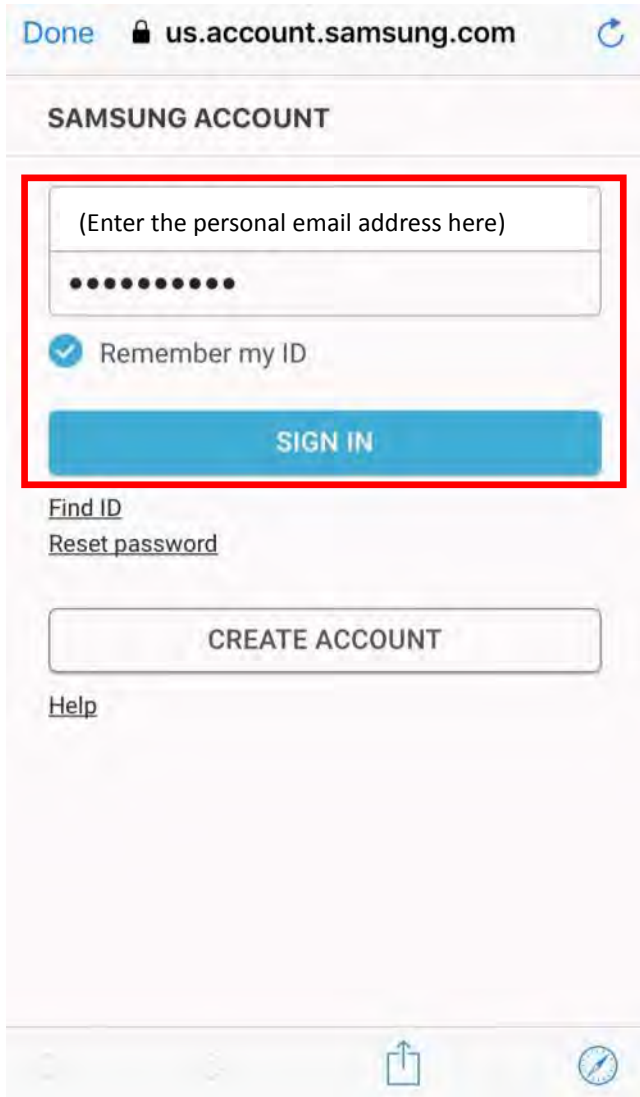 Done us.account.samsung.com
SAMSUNG ACCOUNT
(Enter the personal email address here)
••••••••••
Remember my ID
SIGN IN
Find ID
Reset password
CREATE ACCOUNT
Help